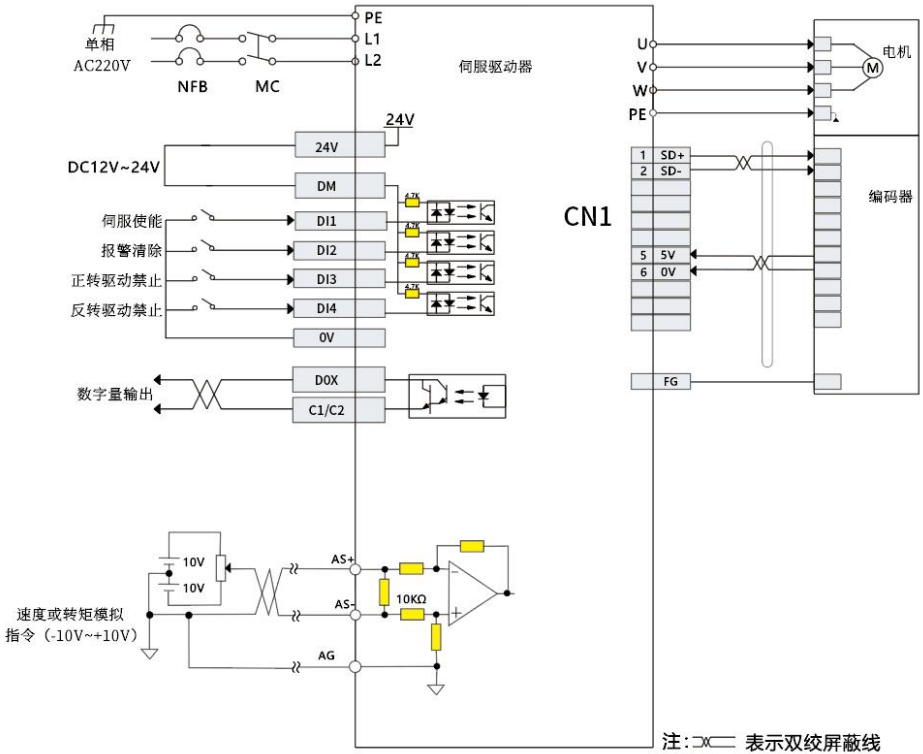 PE
单相
AC220V
L1
L2
NFB
MC
伺服驱动器
U
V
W
PE
电机
M
24V
24V
DC12V~24V
DM
4.7K
伺服使能
DI1
4.7K
报警清除
DI2
4.7K
正转驱动禁止
DI3
4.7K
反转驱动禁止
DI4
0V
数字量输出
D0X
C1/C2
CN1
1 SD+
2 SD-
5 5V
6 0V
FG
编码器
10V
10V
AS+
AS-
10KΩ
速度或转矩模拟
指令（-10V~+10V）
AG
注: 表示双绞屏蔽线